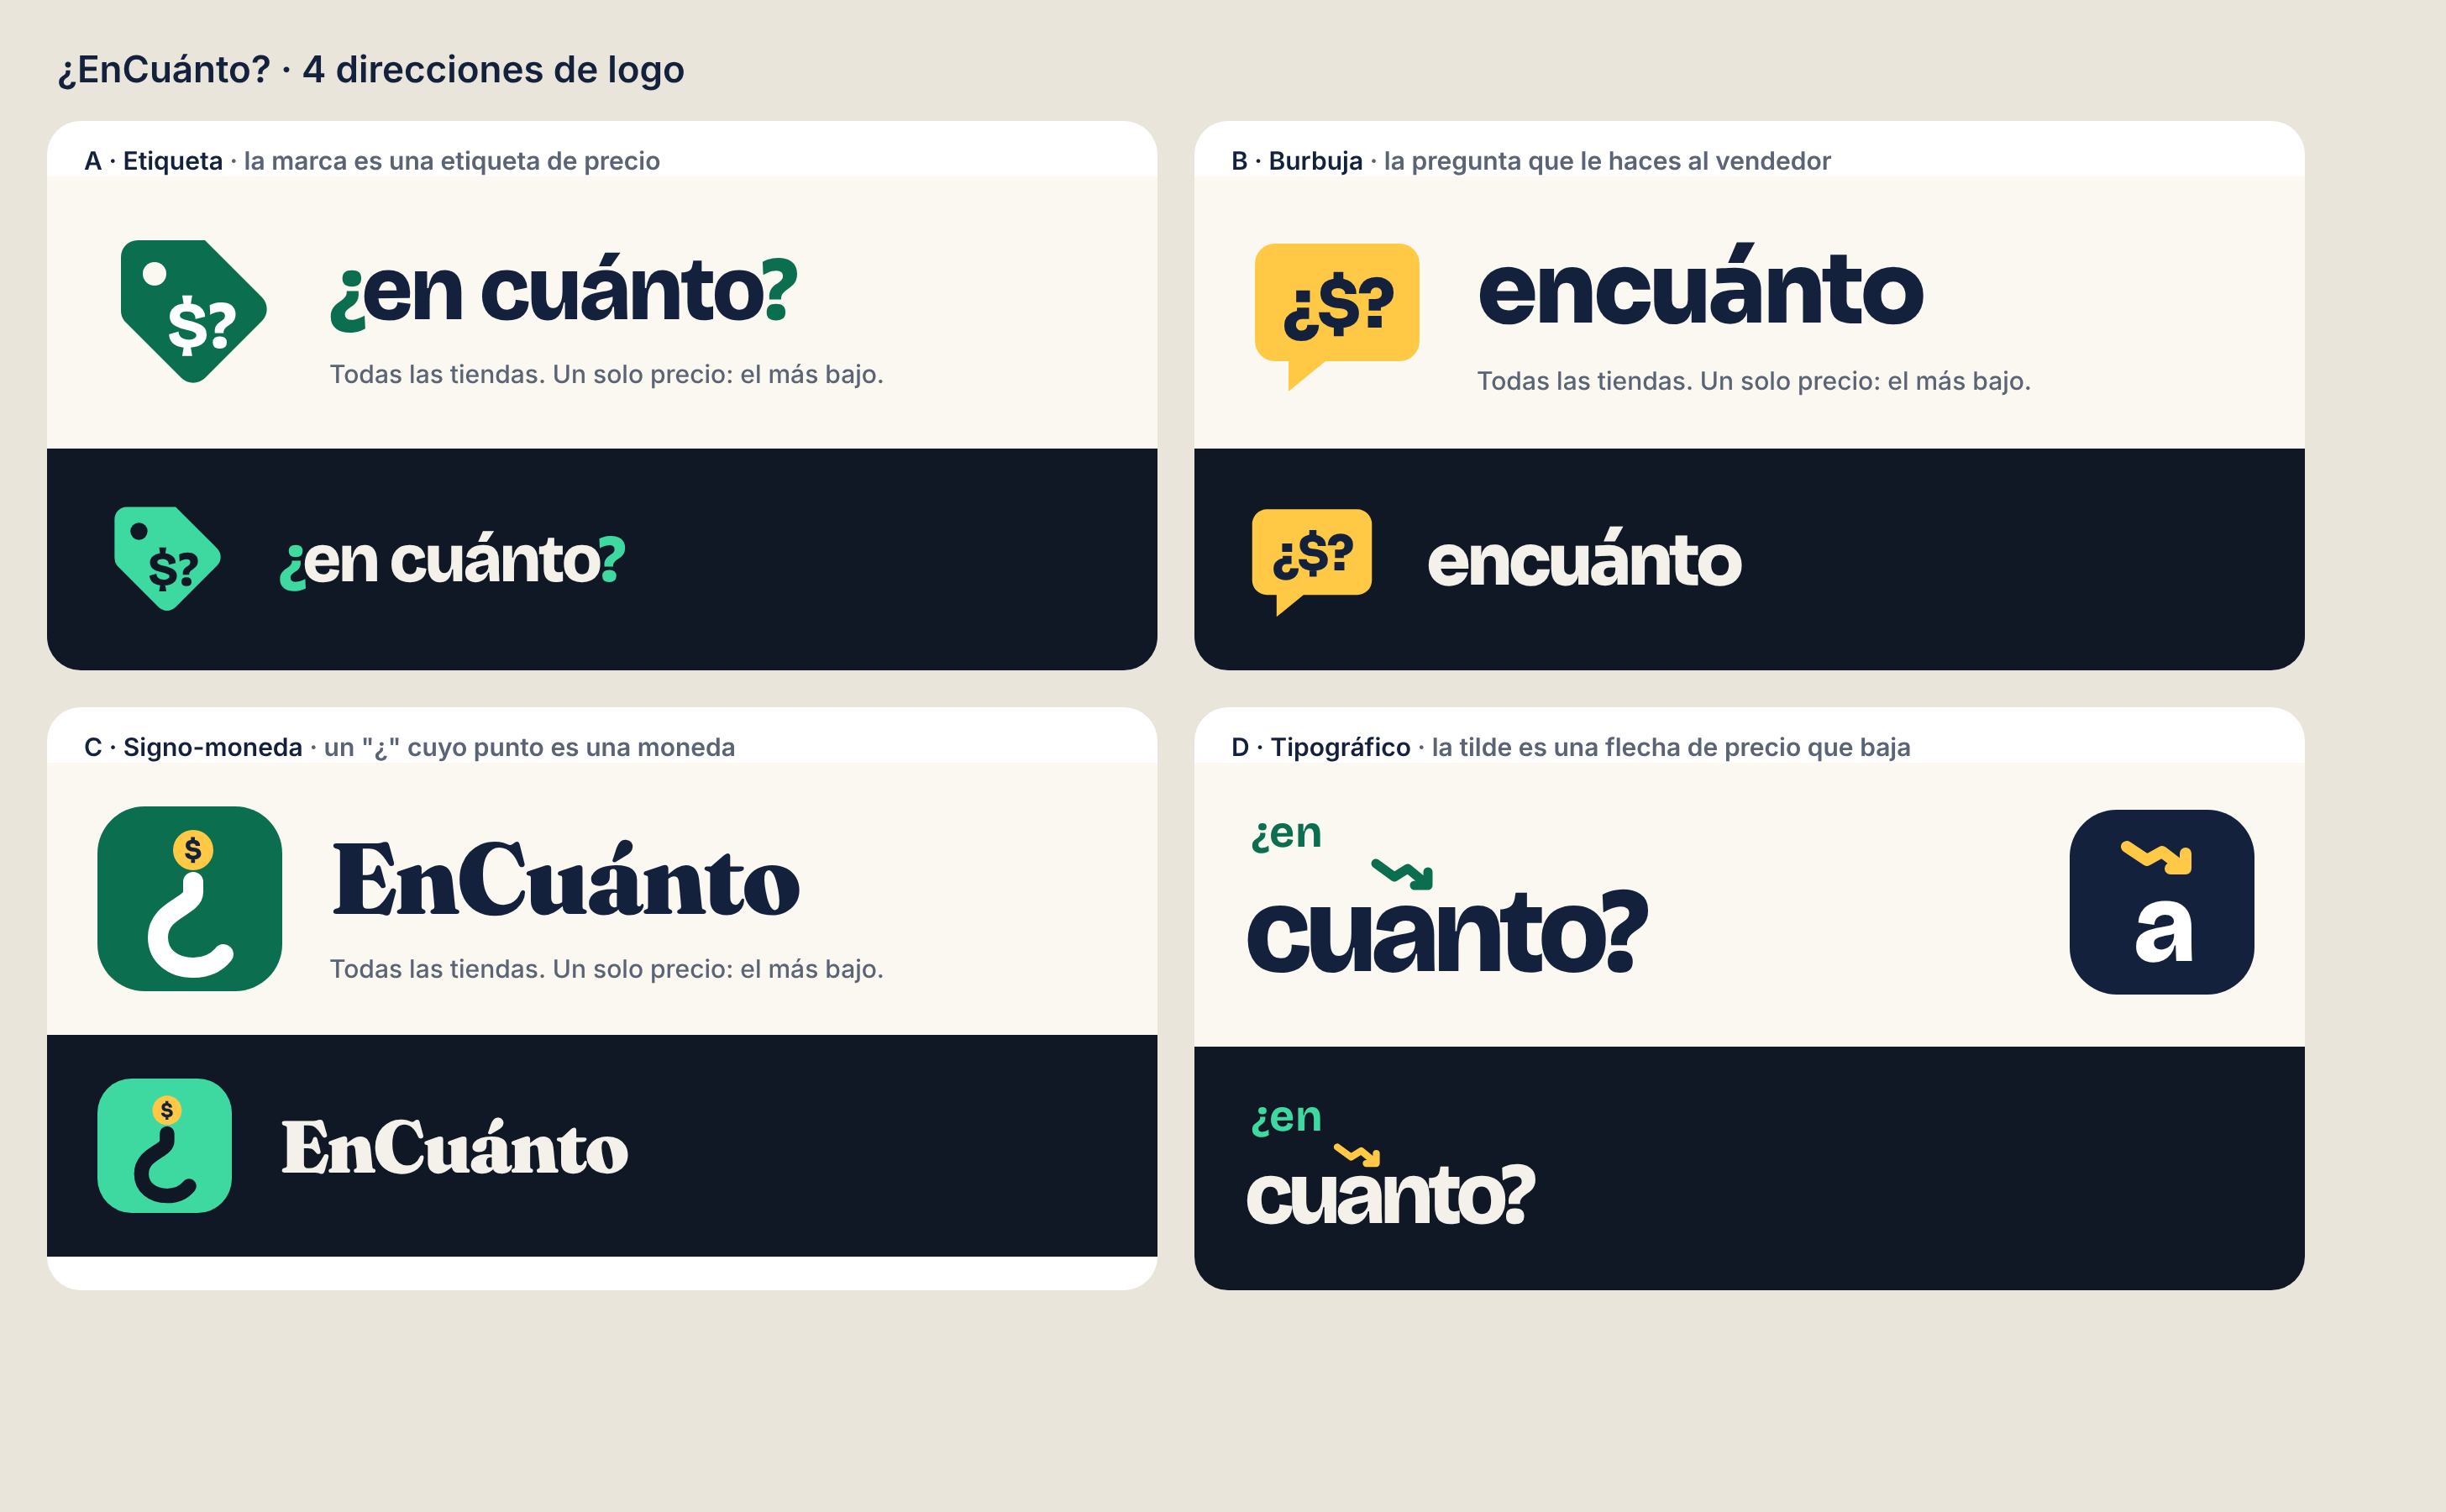 ¿EnCuánto? · 4 direcciones de logo
A · Etiqueta · la marca es una etiqueta de precio
$?
¿en cuánto?
Todas las tiendas. Un solo precio: el más bajo.
$?
¿en cuánto?
B · Burbuja · la pregunta que le haces al vendedor
¿$?
encuánto
Todas las tiendas. Un solo precio: el más bajo.
¿$?
encuánto
C · Signo-moneda · un "¿" cuyo punto es una moneda
$
¿
EnCuánto
Todas las tiendas. Un solo precio: el más bajo.
$
¿
EnCuánto
D · Tipográfico · la tilde es una flecha de precio que baja
¿en
cuanto?
a
¿en
cuanto?